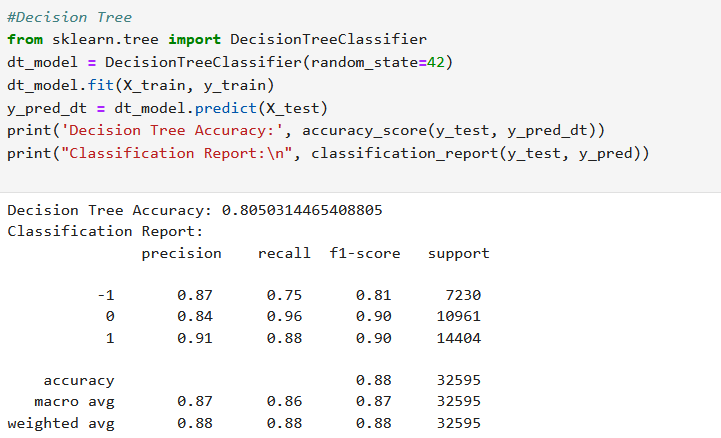 #Decision Tree
from sklearn.tree import DecisionTreeClassifier
dt_model = DecisionTreeClassifier(random_state=42)
dt_model.fit(X_train, y_train)
y_pred_dt = dt_model.predict(X_test)
print('Decision Tree Accuracy:', accuracy_score(y_test, y_pred_dt))
print("Classification Report:\n", classification_report(y_test, y_pred))
Decision Tree Accuracy: 0.8050314465408805
Classification Report:
precision recall f1-score support
-1 0.87 0.75 0.81 7230
0 0.84 0.96 0.90 10961
1 0.91 0.88 0.90 14404
accuracy 0.88 32595
macro avg 0.87 0.86 0.87 32595
weighted avg 0.88 0.88 0.88 32595